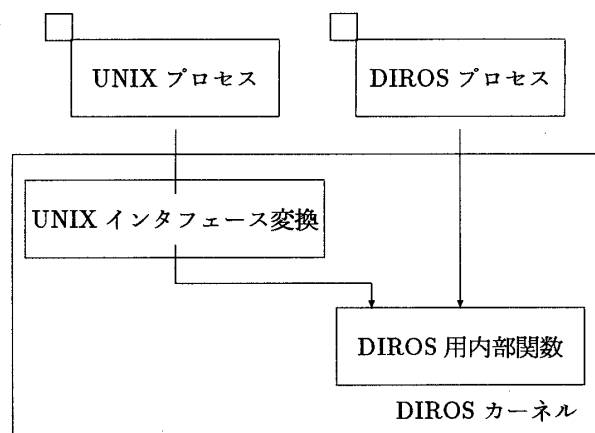 UNIX プロセス
DIROS プロセス
UNIX インタフェース変換
DIROS 用内部関数
DIROS カーネル